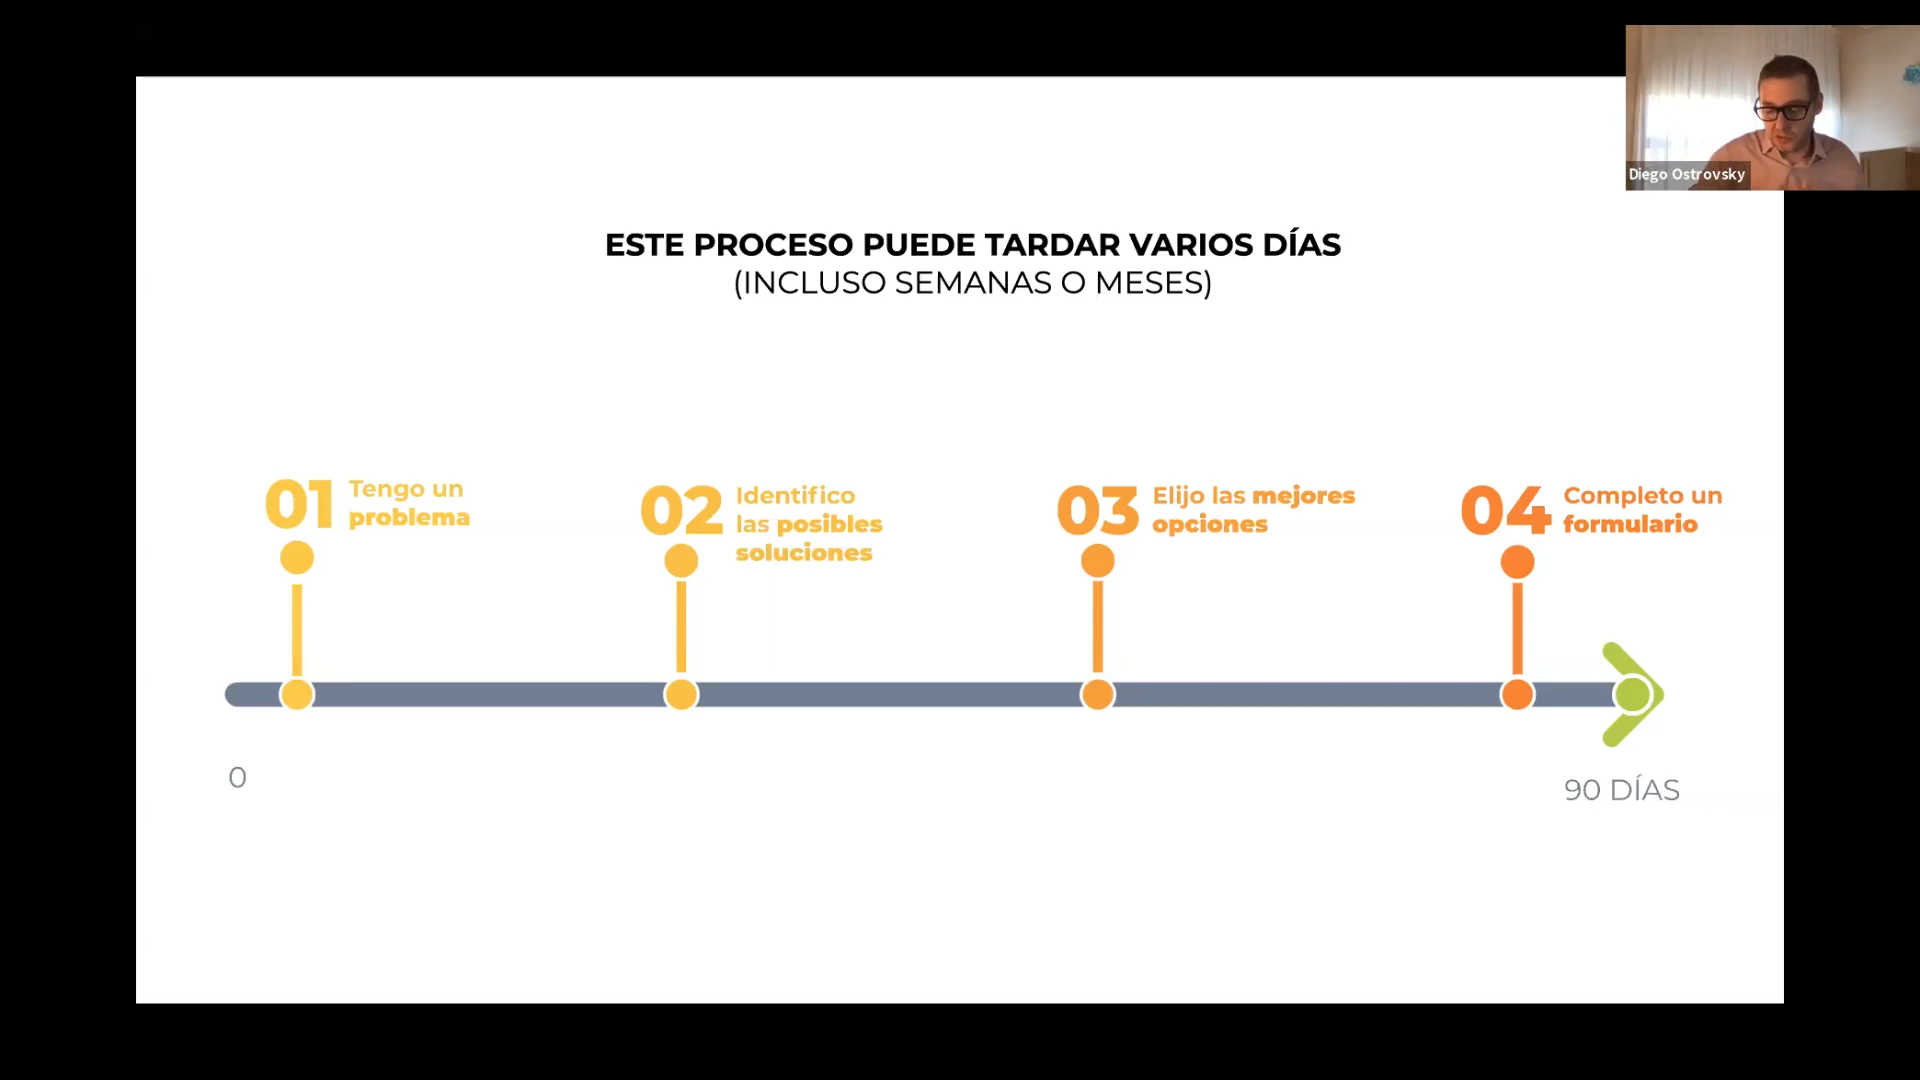 Diego Ostrovsky
ESTE PROCESO PUEDE TARDAR VARIOS DÍAS
(INCLUSO SEMANAS O MESES)
01 Tengo un
problema
02 Identifico
las posibles
soluciones
03 Elijo las mejores
opciones
04 Completo un
formulario
0
90 DÍAS